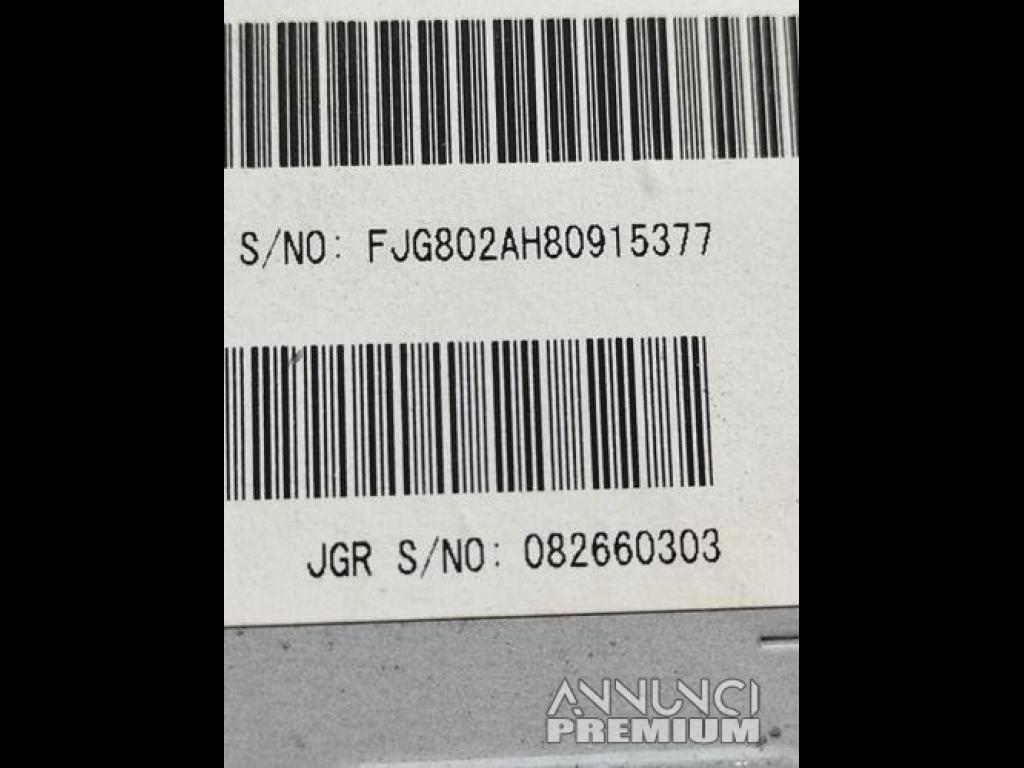 S/NO: FJG802AH80915377
JGR S/NO: 082660303
ANNUNCI
PREMIUM